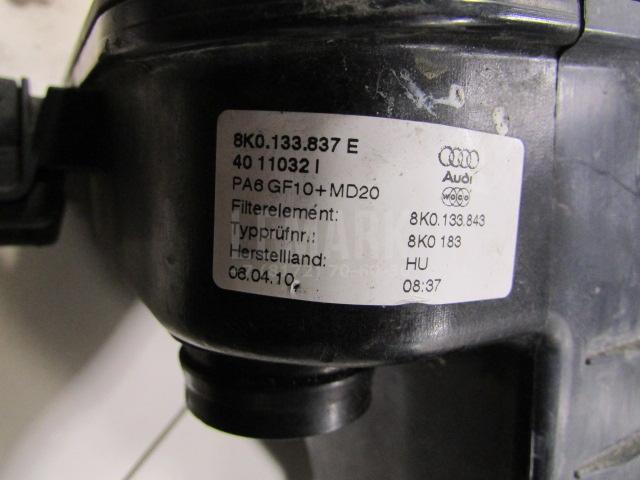 8K0.133.837 E
40 11032 I
PA6 GF10+MD20
Audi
woco
Filterelement: 8K0.133.843
Typprüfnr.: 8K0 183
Herstellland: HU
06.04.10, 08:37